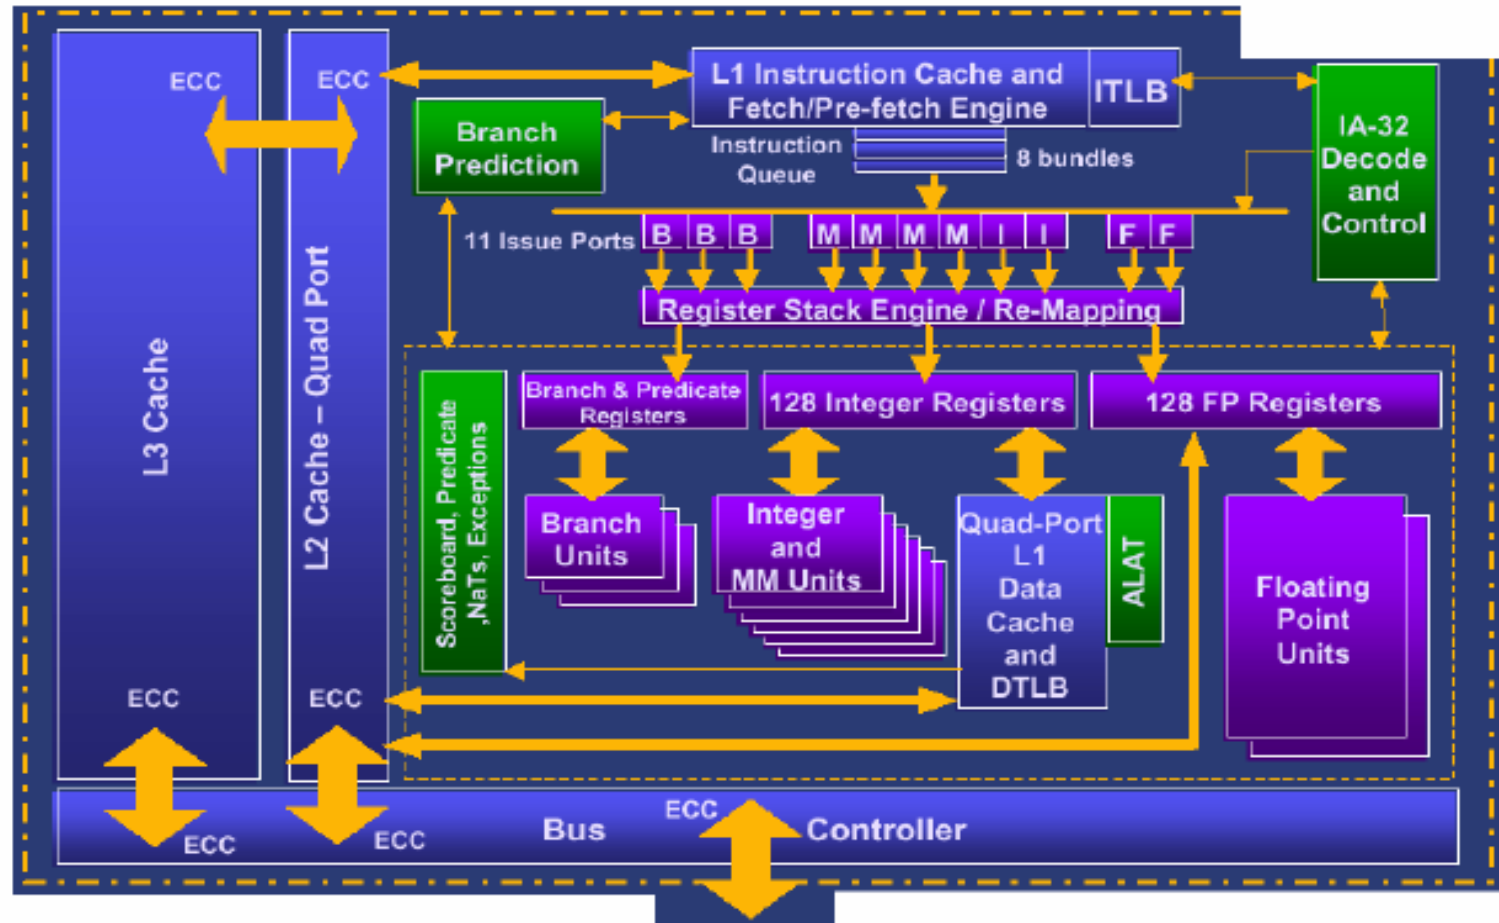 ECC
ECC
L1 Instruction Cache and
Fetch/Pre-fetch Engine
ITLB
Branch
Prediction
IA-32
Decode
and
Control
Instruction
Queue
8 bundles
11 Issue Ports
B B B M M M M I I F F
Register Stack Engine / Re-Mapping
L3 Cache
L2 Cache – Quad Port
Scoreboard, Predicate
,NaTs, Exceptions
Branch & Predicate
Registers
128 Integer Registers
128 FP Registers
Branch
Units
Integer
and
MM Units
Quad-Port
L1
Data
Cache
and
DTLB
ALAT
Floating
Point
Units
ECC
ECC
ECC
ECC
ECC
Bus Controller